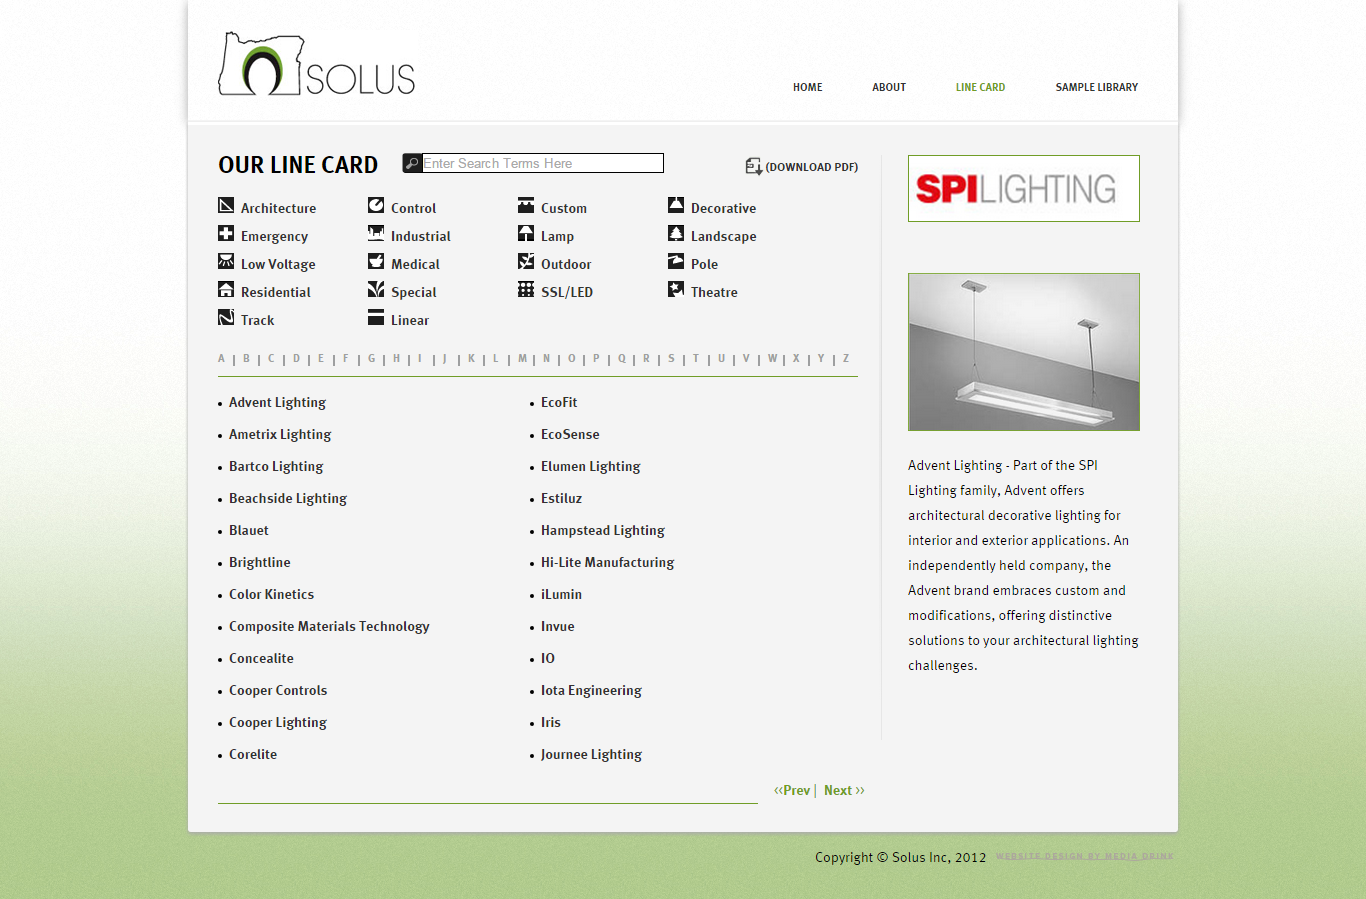 SOLUS
HOME ABOUT LINE CARD SAMPLE LIBRARY
OUR LINE CARD
Enter Search Terms Here
(DOWNLOAD PDF)
Architecture Control Custom Decorative
Emergency Industrial Lamp Landscape
Low Voltage Medical Outdoor Pole
Residential Special SSL/LED Theatre
Track Linear
A | B | C | D | E | F | G | H | I | J | K | L | M | N | O | P | Q | R | S | T | U | V | W | X | Y | Z
• Advent Lighting
• Ametrix Lighting
• Bartco Lighting
• Beachside Lighting
• Blauet
• Brightline
• Color Kinetics
• Composite Materials Technology
• Concealite
• Cooper Controls
• Cooper Lighting
• Corelite
• EcoFit
• EcoSense
• Elumen Lighting
• Estiluz
• Hampstead Lighting
• Hi-Lite Manufacturing
• iLumin
• Invue
• IO
• Iota Engineering
• Iris
• Journee Lighting
<<Prev | Next >>
SPI LIGHTING
Advent Lighting - Part of the SPI
Lighting family, Advent offers
architectural decorative lighting for
interior and exterior applications. An
independently held company, the
Advent brand embraces custom and
modifications, offering distinctive
solutions to your architectural lighting
challenges.
Copyright © Solus Inc, 2012 WEBSITE DESIGN BY MEDIA DRINK